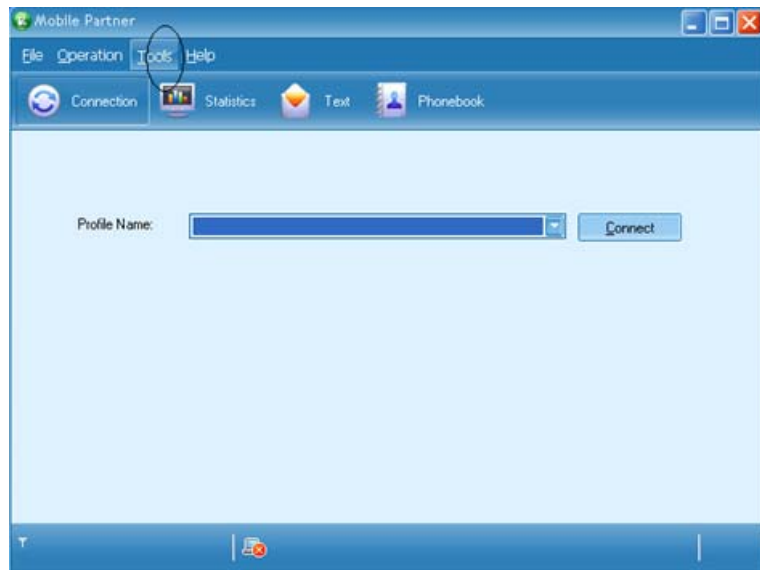 Mobile Partner
File Operation Tools Help
Connection Statistics Text Phonebook
Profile Name: Connect